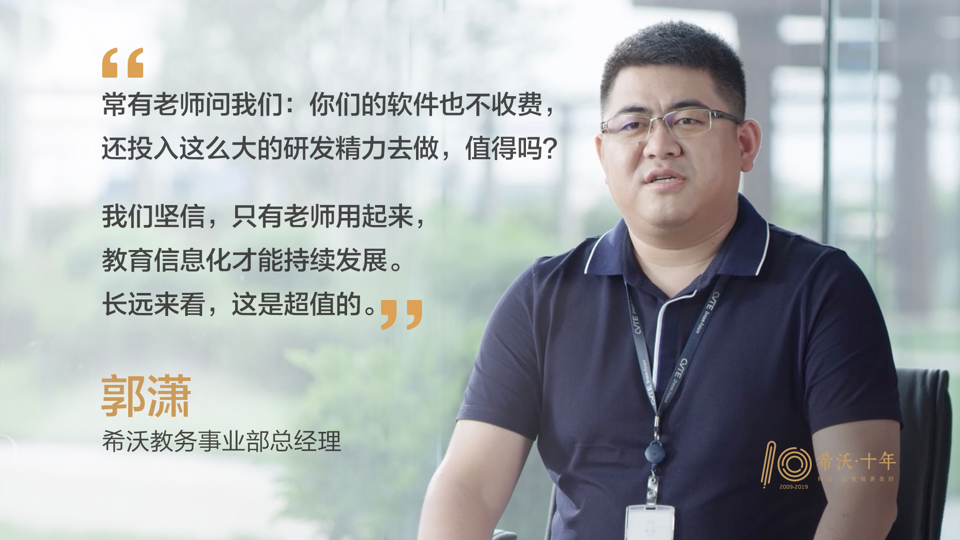 常有老师问我们：你们的软件也不收费，
还投入这么大的研发精力去做，值得吗？
我们坚信，只有老师用起来，
教育信息化才能持续发展。
长远来看，这是超值的。
郭潇
希沃教务事业部总经理
CVTE
CVTE
10 希沃·十年
2009-2019